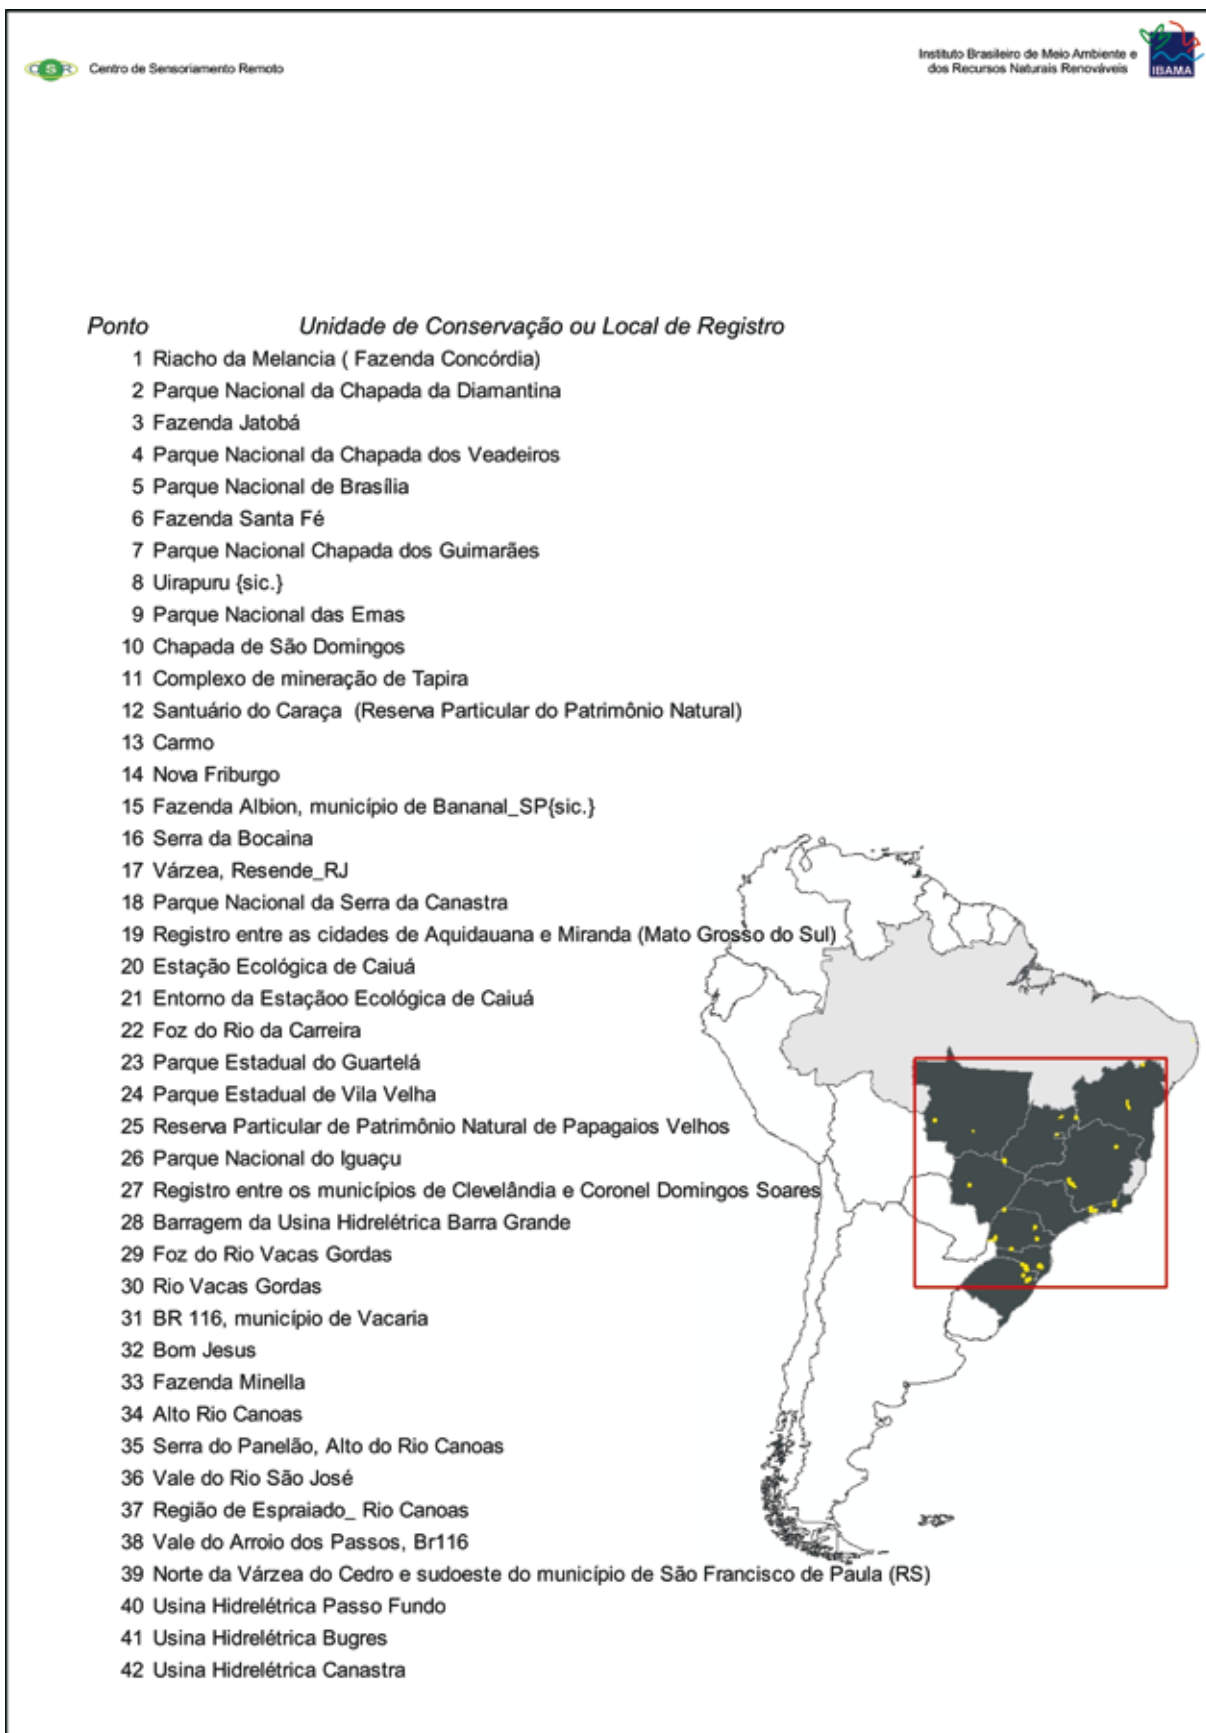 CSR Centro de Sensoriamento Remoto
Instituto Brasileiro de Meio Ambiente e
dos Recursos Naturais Renováveis
IBAMA
Ponto Unidade de Conservação ou Local de Registro
1 Riacho da Melancia ( Fazenda Concórdia)
2 Parque Nacional da Chapada da Diamantina
3 Fazenda Jatobá
4 Parque Nacional da Chapada dos Veadeiros
5 Parque Nacional de Brasília
6 Fazenda Santa Fé
7 Parque Nacional Chapada dos Guimarães
8 Uirapuru {sic.}
9 Parque Nacional das Emas
10 Chapada de São Domingos
11 Complexo de mineração de Tapira
12 Santuário do Caraça (Reserva Particular do Patrimônio Natural)
13 Carmo
14 Nova Friburgo
15 Fazenda Albion, município de Bananal_SP{sic.}
16 Serra da Bocaina
17 Várzea, Resende_RJ
18 Parque Nacional da Serra da Canastra
19 Registro entre as cidades de Aquidauana e Miranda (Mato Grosso do Sul)
20 Estação Ecológica de Caiuá
21 Entorno da Estaçãoo Ecológica de Caiuá
22 Foz do Rio da Carreira
23 Parque Estadual do Guartelá
24 Parque Estadual de Vila Velha
25 Reserva Particular de Patrimônio Natural de Papagaios Velhos
26 Parque Nacional do Iguaçu
27 Registro entre os municípios de Clevelândia e Coronel Domingos Soares
28 Barragem da Usina Hidrelétrica Barra Grande
29 Foz do Rio Vacas Gordas
30 Rio Vacas Gordas
31 BR 116, município de Vacaria
32 Bom Jesus
33 Fazenda Minella
34 Alto Rio Canoas
35 Serra do Panelão, Alto do Rio Canoas
36 Vale do Rio São José
37 Região de Espraiado_ Rio Canoas
38 Vale do Arroio dos Passos, Br116
39 Norte da Várzea do Cedro e sudoeste do município de São Francisco de Paula (RS)
40 Usina Hidrelétrica Passo Fundo
41 Usina Hidrelétrica Bugres
42 Usina Hidrelétrica Canastra